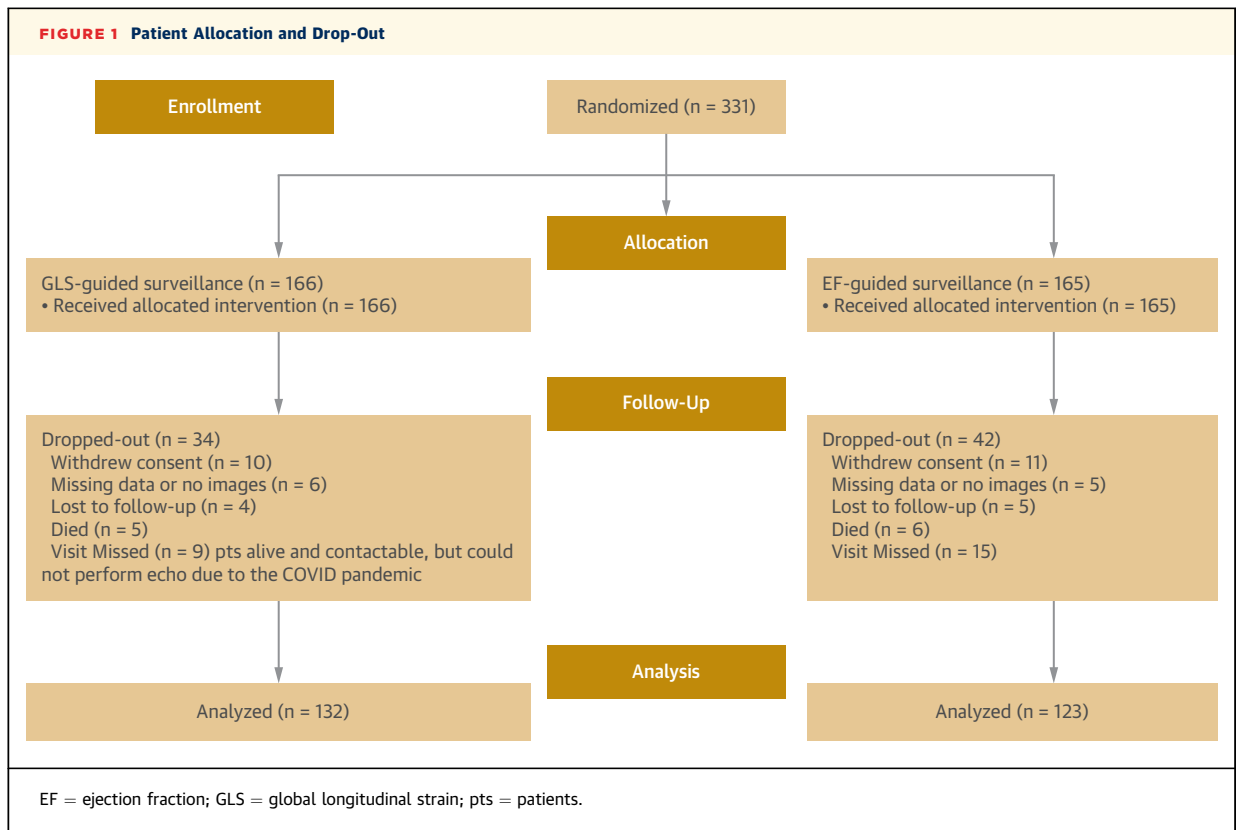 FIGURE 1 Patient Allocation and Drop-Out
Enrollment
Randomized (n = 331)
Allocation
GLS-guided surveillance (n = 166)
• Received allocated intervention (n = 166)
EF-guided surveillance (n = 165)
• Received allocated intervention (n = 165)
Follow-Up
Dropped-out (n = 34)
Withdrew consent (n = 10)
Missing data or no images (n = 6)
Lost to follow-up (n = 4)
Died (n = 5)
Visit Missed (n = 9) pts alive and contactable, but could
not perform echo due to the COVID pandemic
Dropped-out (n = 42)
Withdrew consent (n = 11)
Missing data or no images (n = 5)
Lost to follow-up (n = 5)
Died (n = 6)
Visit Missed (n = 15)
Analysis
Analyzed (n = 132)
Analyzed (n = 123)
EF = ejection fraction; GLS = global longitudinal strain; pts = patients.